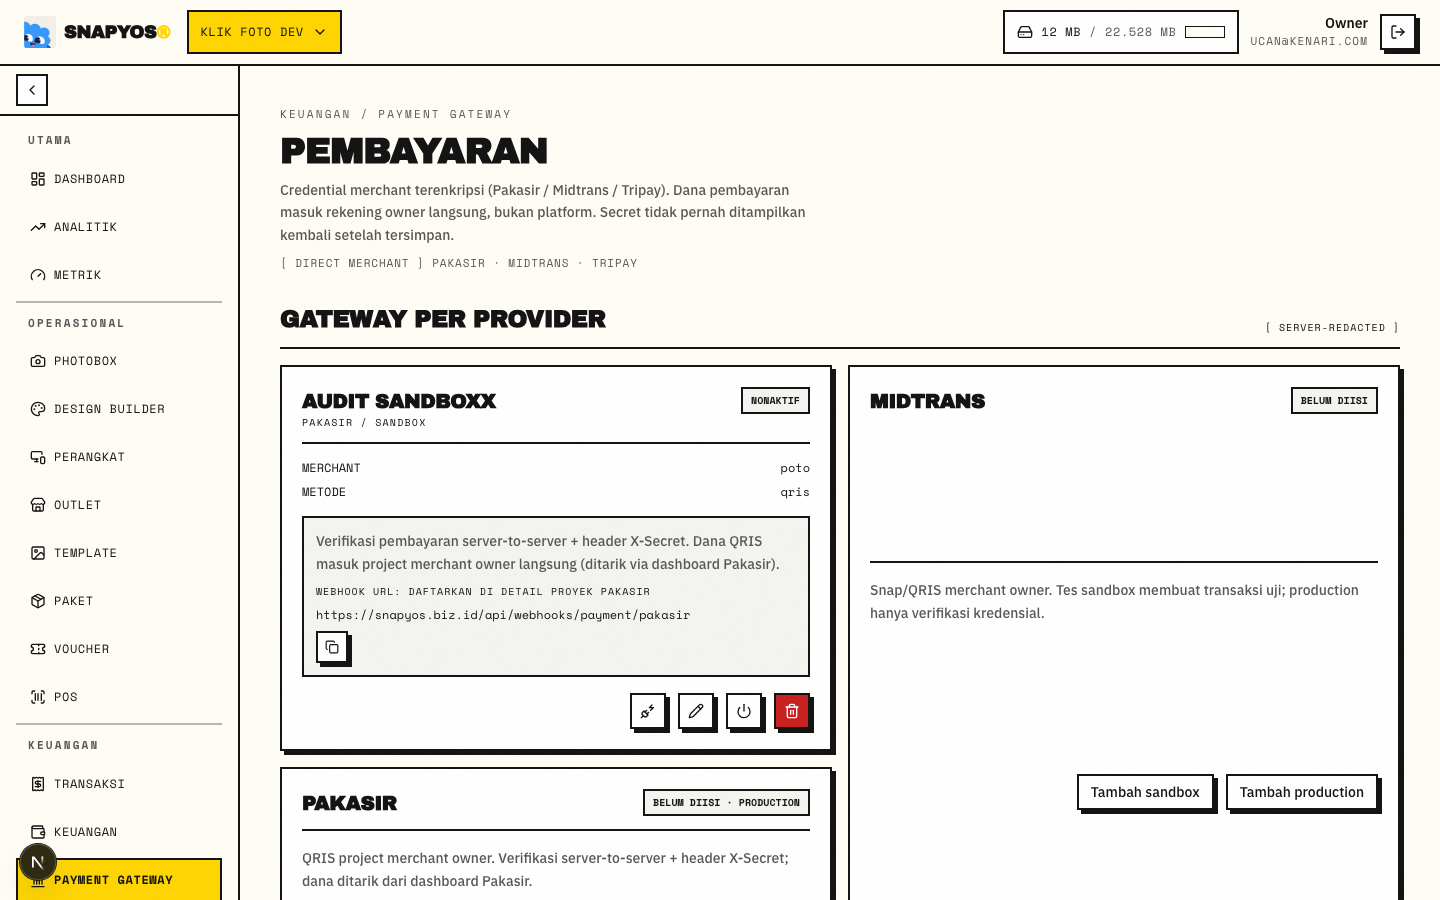 SNAPYOS®
KLIK FOTO DEV
12 MB / 22.528 MB
Owner
UCAN@KENARI.COM
UTAMA
DASHBOARD
ANALITIK
METRIK
OPERASIONAL
PHOTOBOX
DESIGN BUILDER
PERANGKAT
OUTLET
TEMPLATE
PAKET
VOUCHER
POS
KEUANGAN
TRANSAKSI
KEUANGAN
N
PAYMENT GATEWAY
KEUANGAN / PAYMENT GATEWAY
PEMBAYARAN
Credential merchant terenkripsi (Pakasir / Midtrans / Tripay). Dana pembayaran
masuk rekening owner langsung, bukan platform. Secret tidak pernah ditampilkan
kembali setelah tersimpan.
[ DIRECT MERCHANT ] PAKASIR · MIDTRANS · TRIPAY
GATEWAY PER PROVIDER
[ SERVER-REDACTED ]
AUDIT SANDBOXX
NONAKTIF
PAKASIR / SANDBOX
MERCHANT poto
METODE qris
Verifikasi pembayaran server-to-server + header X-Secret. Dana QRIS
masuk project merchant owner langsung (ditarik via dashboard Pakasir).
WEBHOOK URL: DAFTARKAN DI DETAIL PROYEK PAKASIR
https://snapyos.biz.id/api/webhooks/payment/pakasir
PAKASIR
BELUM DIISI · PRODUCTION
QRIS project merchant owner. Verifikasi server-to-server + header X-Secret;
dana ditarik dari dashboard Pakasir.
MIDTRANS
BELUM DIISI
Snap/QRIS merchant owner. Tes sandbox membuat transaksi uji; production
hanya verifikasi kredensial.
Tambah sandbox
Tambah production